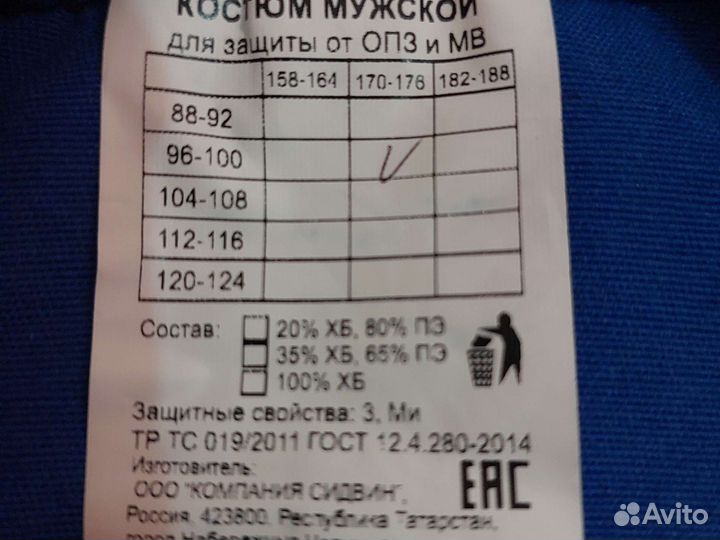 КОСТЮМ МУЖСКОЙ
для защиты от ОПЗ и МВ
158-164 170-176 182-188
88-92
96-100 V
104-108
112-116
120-124
Состав: 20% ХБ, 80% ПЭ
35% ХБ, 65% ПЭ
100% ХБ
Защитные свойства: З, Ми
ТР ТС 019/2011 ГОСТ 12.4.280-2014
Изготовитель:
ООО "КОМПАНИЯ СИДВИН",
EAC
Россия, 423800, Республика Татарстан,
город Набережные
Avito